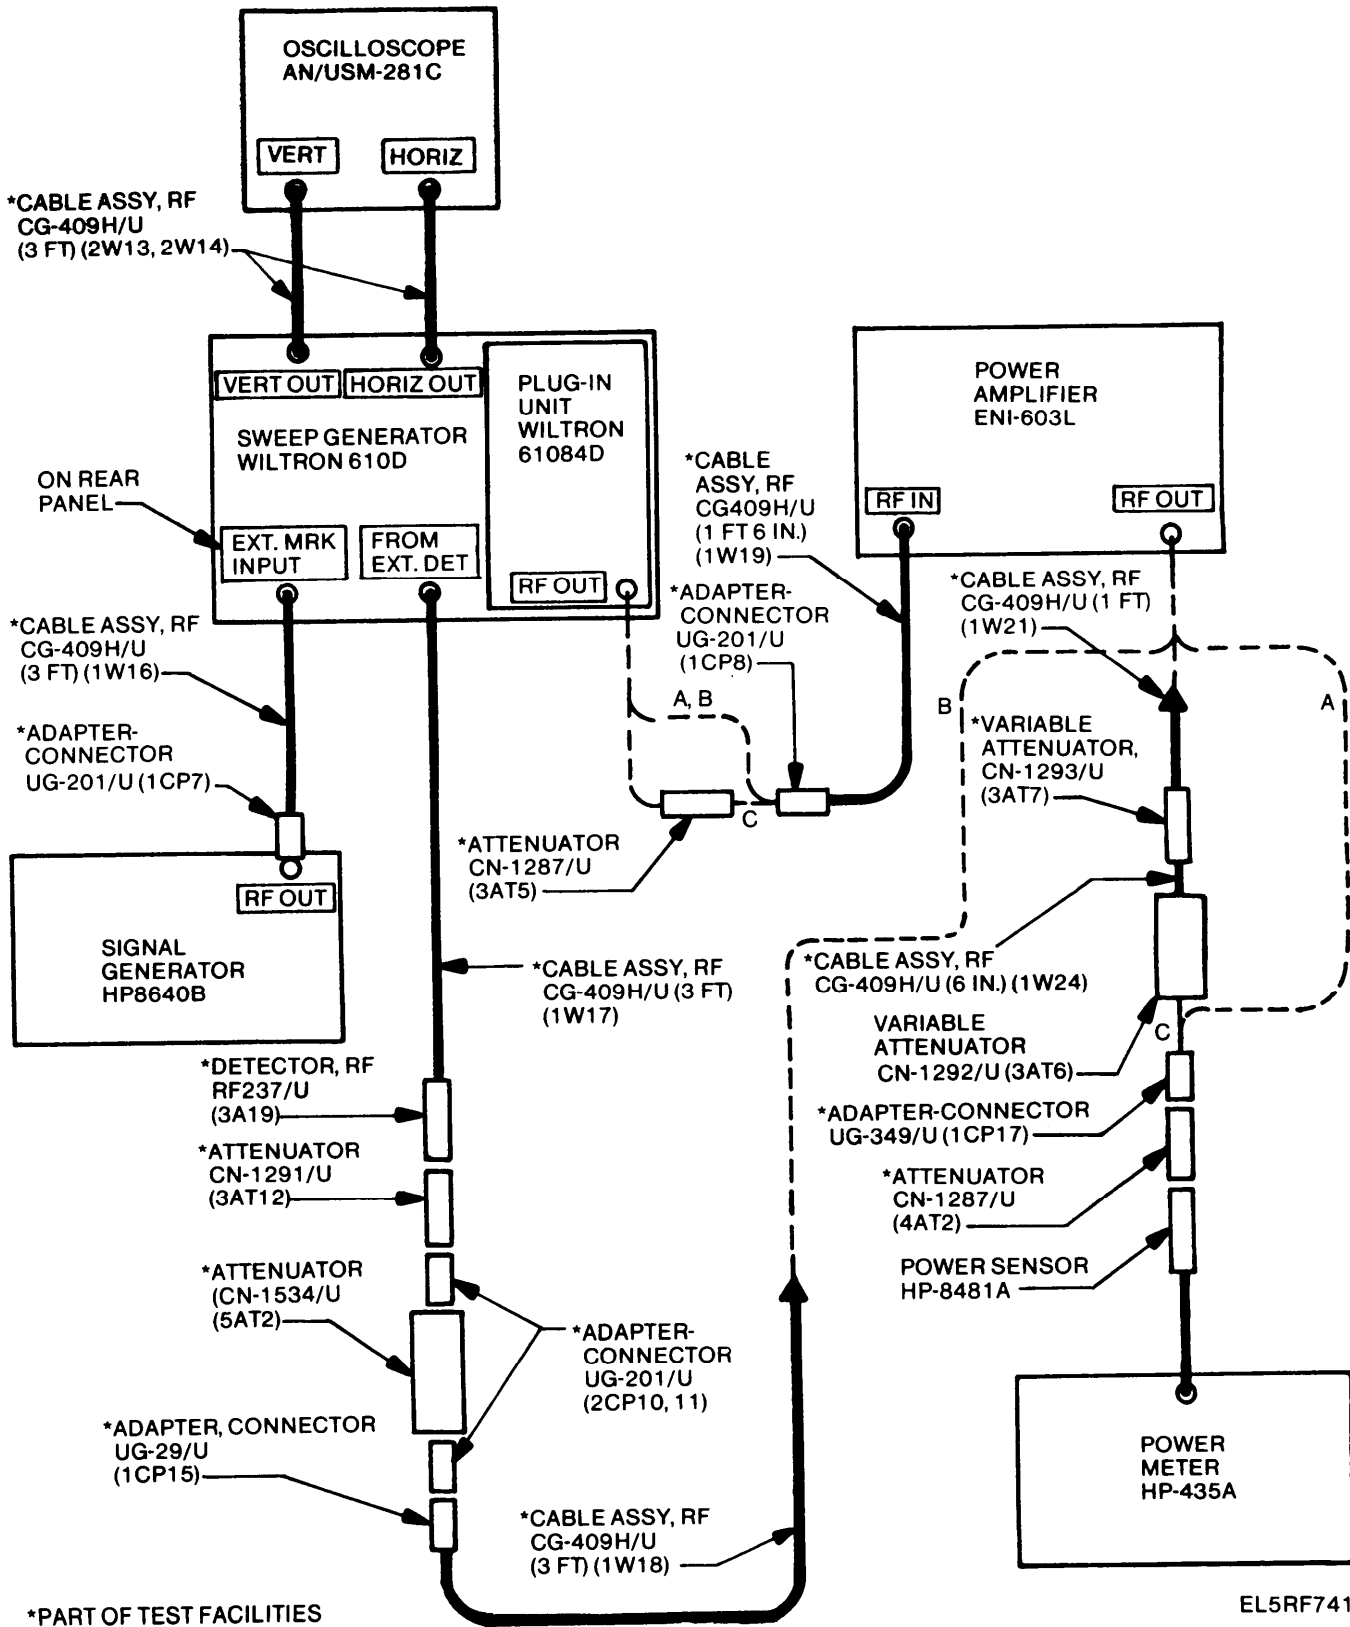 OSCILLOSCOPE
AN/USM-281C
VERT
HORIZ
*CABLE ASSY, RF
CG-409H/U
(3 FT) (2W13, 2W14)
VERT OUT
HORIZ OUT
SWEEP GENERATOR
WILTRON 610D
PLUG-IN
UNIT
WILTRON
61084D
ON REAR
PANEL
EXT. MRK
INPUT
FROM
EXT. DET
RF OUT
POWER
AMPLIFIER
ENI-603L
RF IN
RF OUT
*CABLE
ASSY, RF
CG409H/U
(1 FT 6 IN.)
(1W19)
*ADAPTER-
CONNECTOR
UG-201/U
(1CP8)
*CABLE ASSY, RF
CG-409H/U (1 FT)
(1W21)
*CABLE ASSY, RF
CG-409H/U
(3 FT) (1W16)
*ADAPTER-
CONNECTOR
UG-201/U (1CP7)
A, B
B
A
*VARIABLE
ATTENUATOR,
CN-1293/U
(3AT7)
C
*ATTENUATOR
CN-1287/U
(3AT5)
RF OUT
SIGNAL
GENERATOR
HP8640B
*CABLE ASSY, RF
CG-409H/U (3 FT)
(1W17)
*CABLE ASSY, RF
CG-409H/U (6 IN.) (1W24)
VARIABLE
ATTENUATOR
CN-1292/U (3AT6)
C
*DETECTOR, RF
RF237/U
(3A19)
*ADAPTER-CONNECTOR
UG-349/U (1CP17)
*ATTENUATOR
CN-1291/U
(3AT12)
*ATTENUATOR
CN-1287/U
(4AT2)
*ATTENUATOR
(CN-1534/U
(5AT2)
POWER SENSOR
HP-8481A
*ADAPTER-
CONNECTOR
UG-201/U
(2CP10, 11)
*ADAPTER, CONNECTOR
UG-29/U
(1CP15)
POWER
METER
HP-435A
*CABLE ASSY, RF
CG-409H/U
(3 FT) (1W18)
*PART OF TEST FACILITIES
EL5RF741